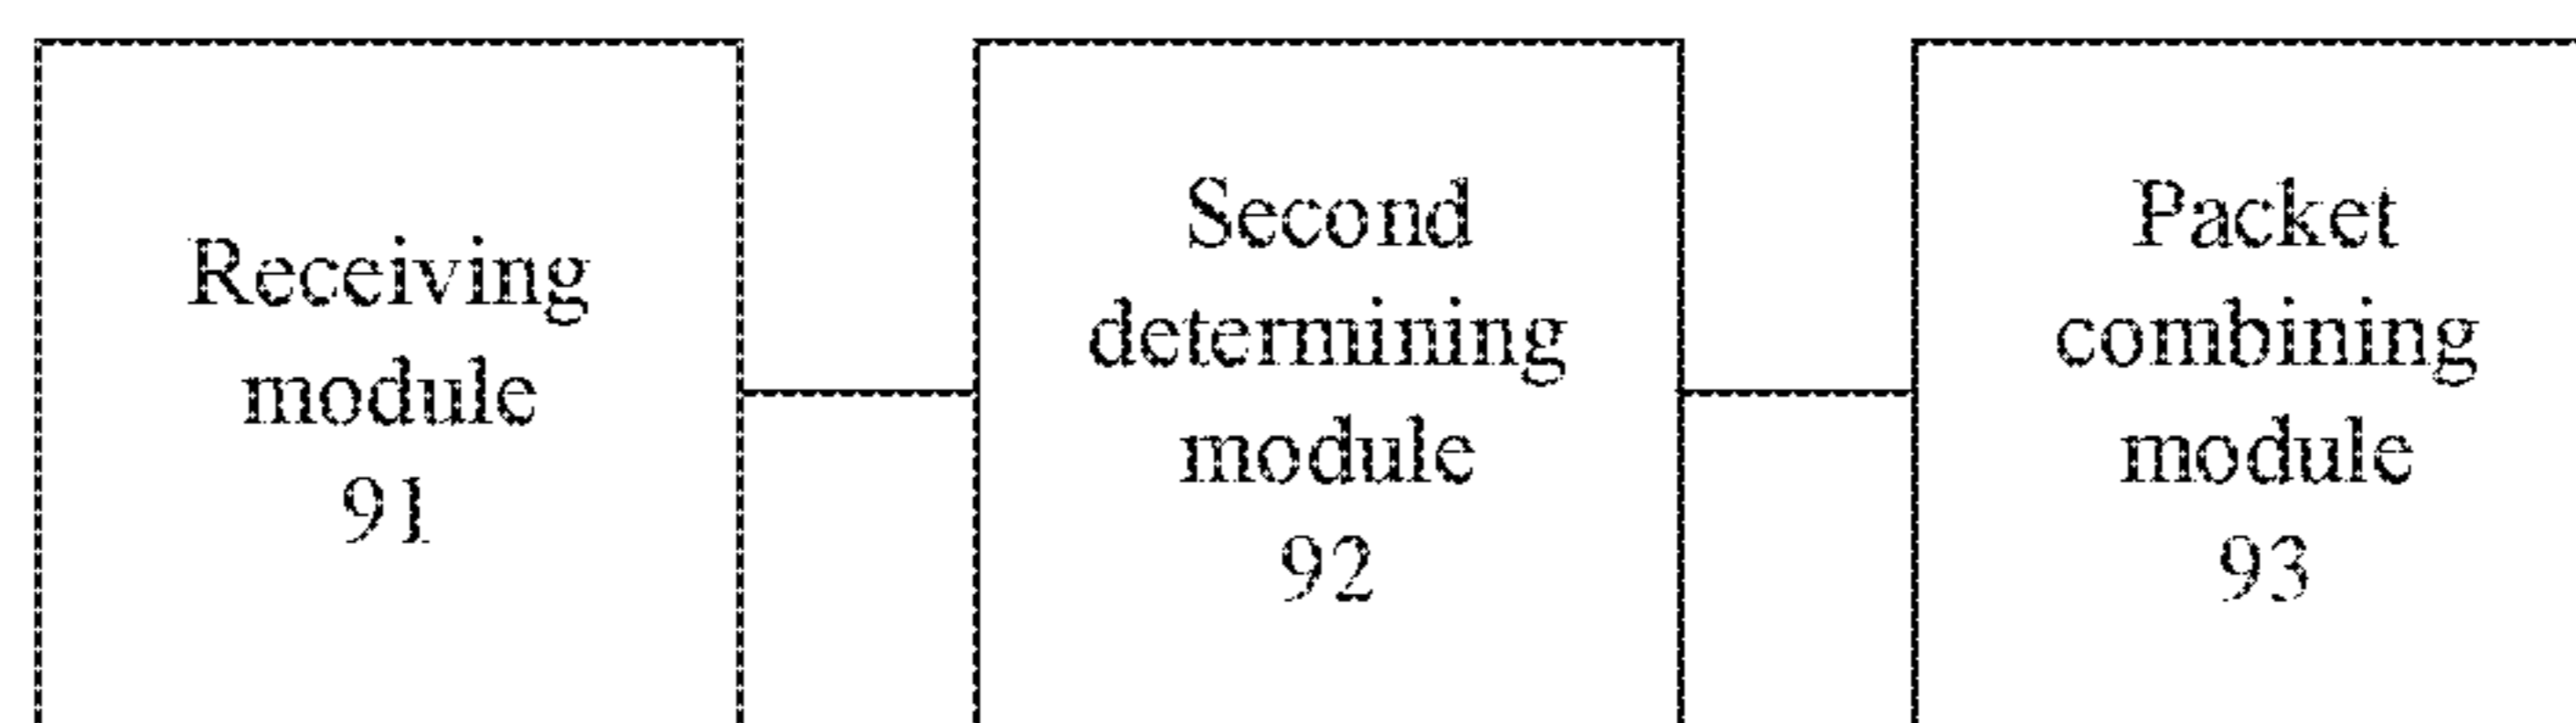 Receiving
module
91
Second
determining
module
92
Packet
combining
module
93